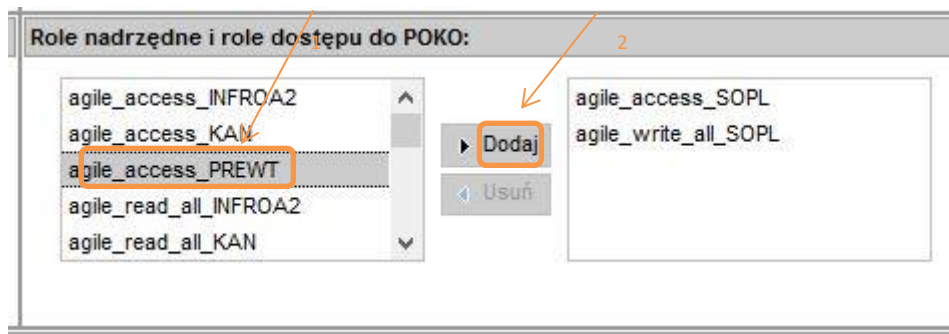 Role nadrzędne i role dostępu do POKO:
1
2
agile_access_INFROA2
agile_access_KAN
agile_access_PREWT
agile_read_all_INFROA2
agile_read_all_KAN
Dodaj
Usuń
agile_access_SOPL
agile_write_all_SOPL